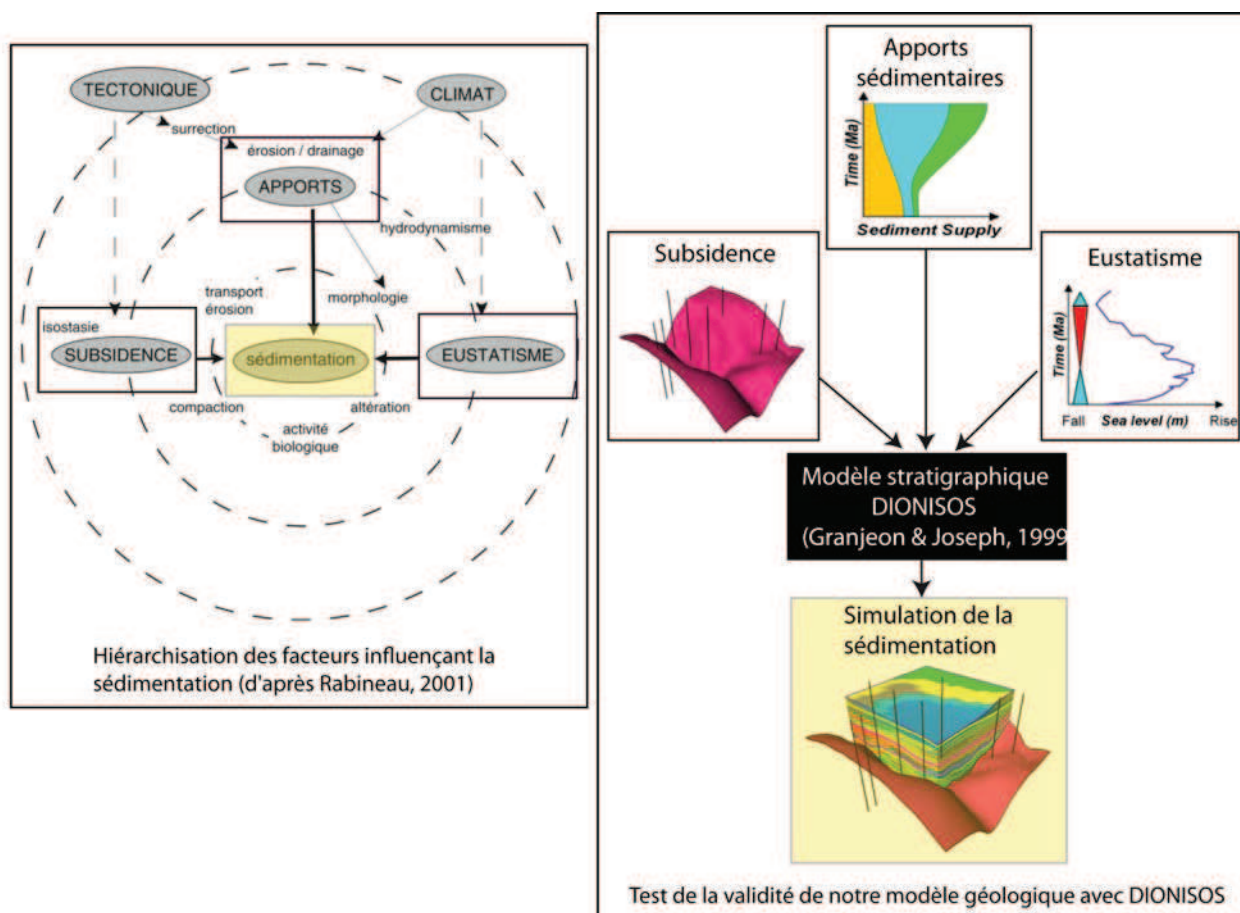 TECTONIQUE
CLIMAT
surrection
érosion / drainage
APPORTS
hydrodynamisme
transport
érosion
morphologie
isostasie
SUBSIDENCE
sédimentation
EUSTATISME
compaction
altération
activité
biologique
Hiérarchisation des facteurs influençant la
sédimentation (d'après Rabineau, 2001)
Apports
sédimentaires
Time (Ma)
Sediment Supply
Subsidence
Eustatisme
Time (Ma)
Fall Sea level (m) Rise
Modèle stratigraphique
DIONISOS
(Granjeon & Joseph, 1999
Simulation de la
sédimentation
Test de la validité de notre modèle géologique avec DIONISOS